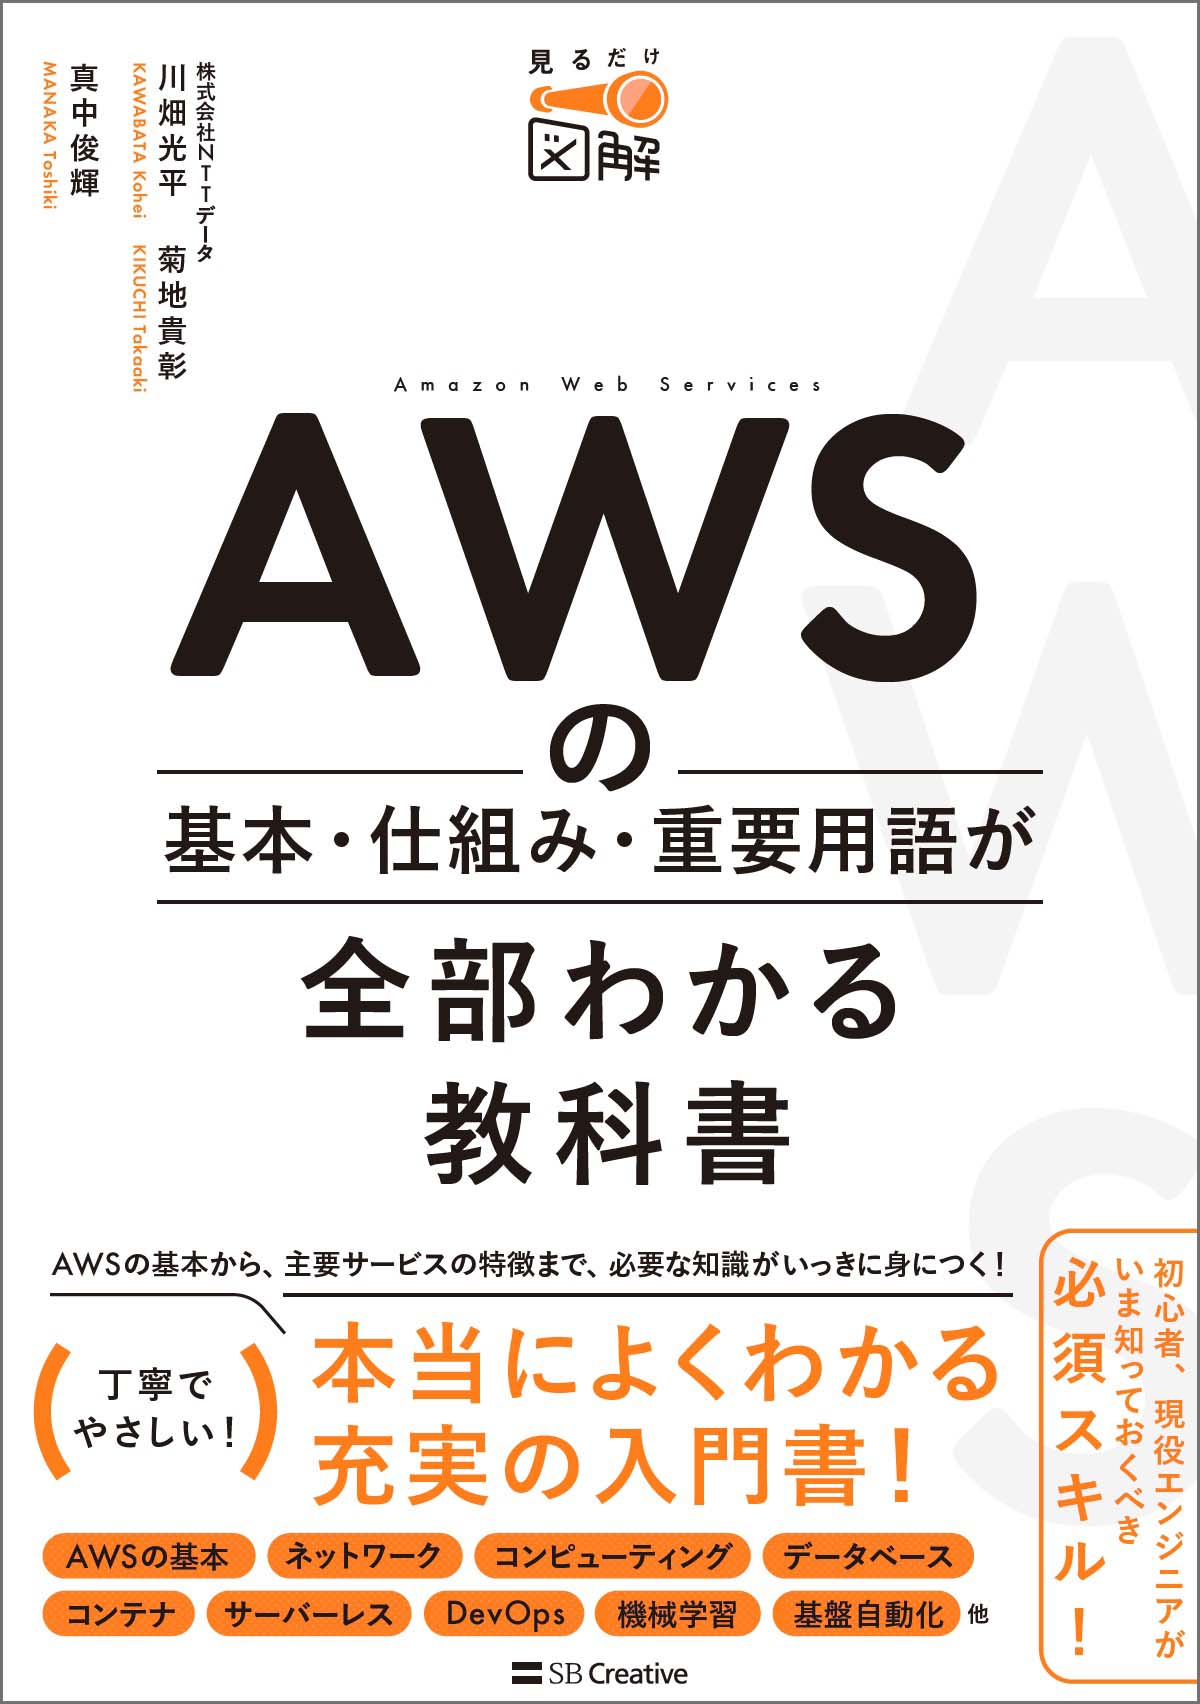 見るだけ
図解
株式会社NTTデータ
川畑光平 菊地貴彰
KAWABATA Kohei KIKUCHI Takaaki
真中俊輝
MANAKA Toshiki
Amazon Web Services
AWS
の
基本・仕組み・重要用語が
全部わかる
教科書
AWSの基本から、主要サービスの特徴まで、必要な知識がいっきに身につく!
(丁寧で
やさしい!)
本当によくわかる
充実の入門書!
初心者、現役エンジニアが
いま知っておくべき
必須スキル!
AWSの基本 ネットワーク コンピューティング データベース
コンテナ サーバーレス DevOps 機械学習 基盤自動化 他
SB Creative
A
W
S